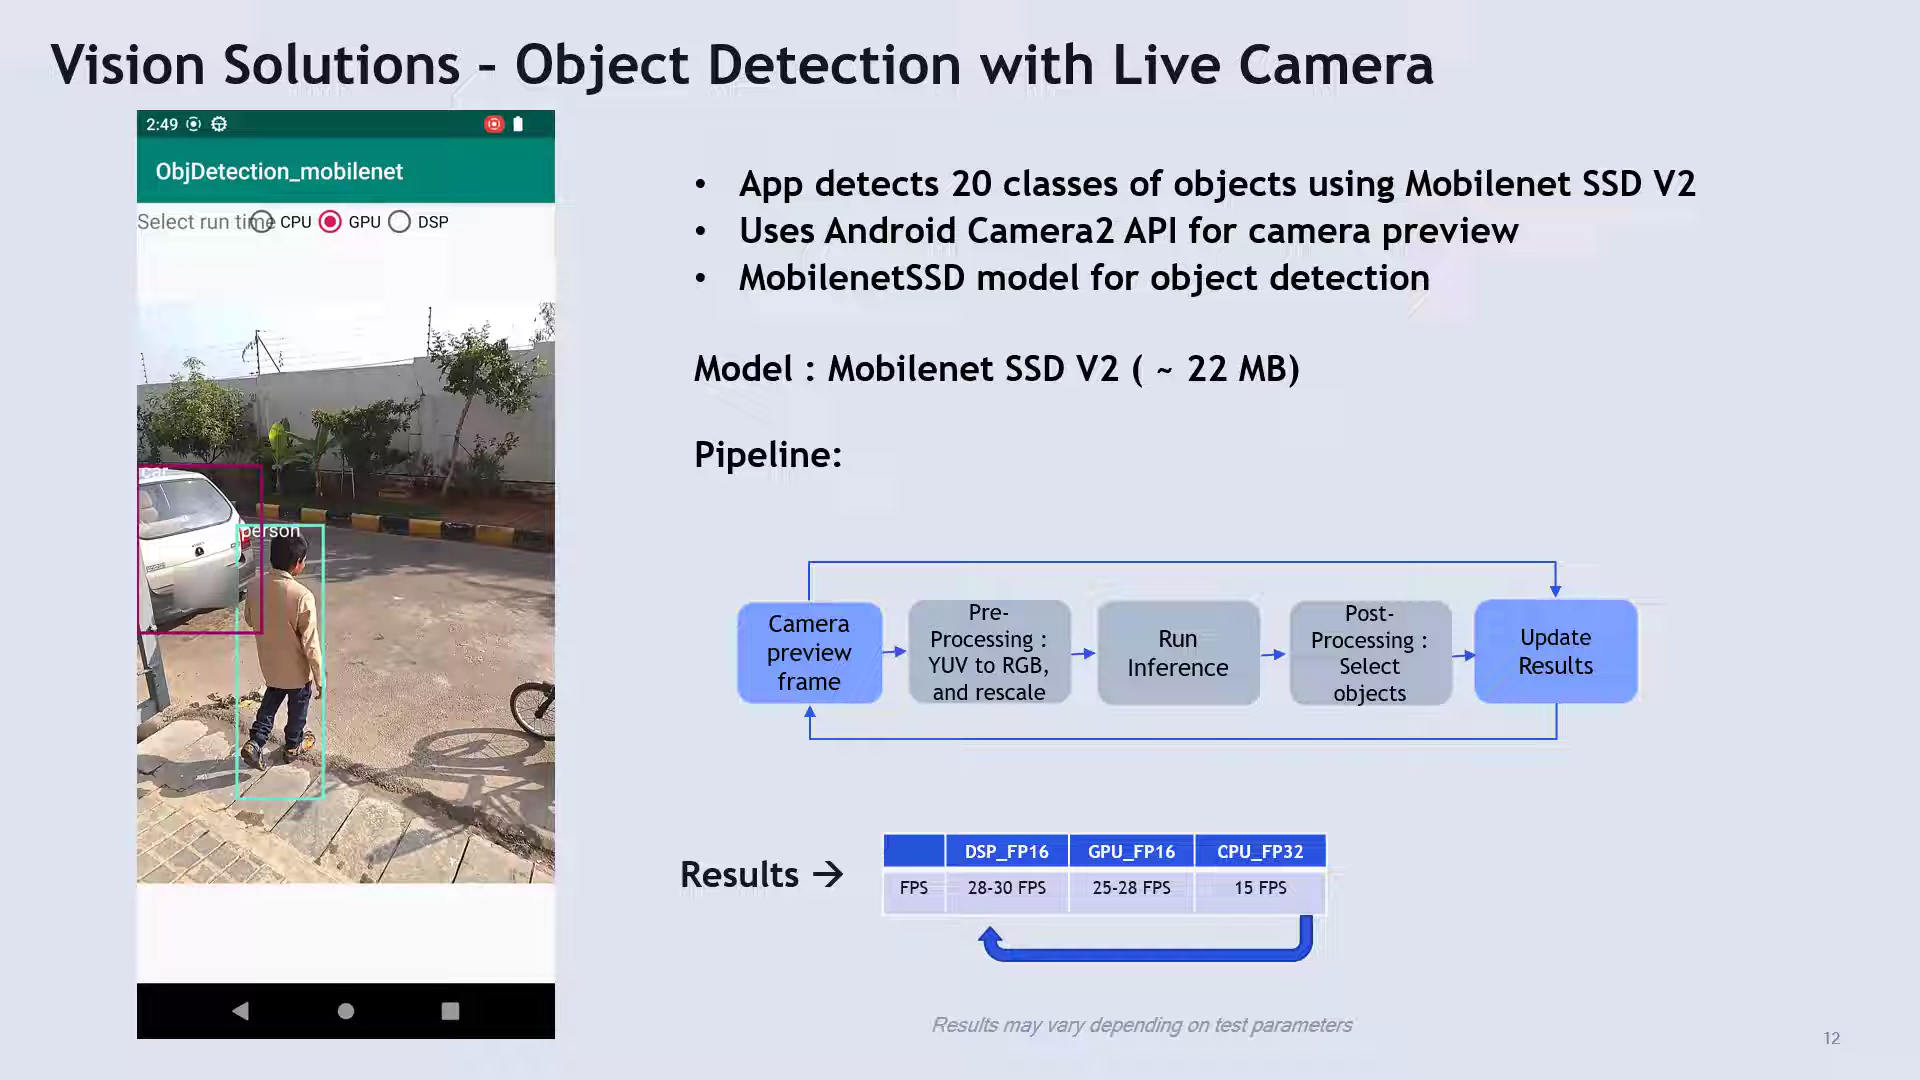 Vision Solutions – Object Detection with Live Camera
2:49
ObjDetection_mobilenet
Select run time CPU GPU DSP
car
person
• App detects 20 classes of objects using Mobilenet SSD V2
• Uses Android Camera2 API for camera preview
• MobilenetSSD model for object detection
Model : Mobilenet SSD V2 ( ~ 22 MB)
Pipeline:
Camera
preview
frame
Pre-
Processing :
YUV to RGB,
and rescale
Run
Inference
Post-
Processing :
Select
objects
Update
Results
Results →
DSP_FP16 GPU_FP16 CPU_FP32
FPS 28-30 FPS 25-28 FPS 15 FPS
Results may vary depending on test parameters
12